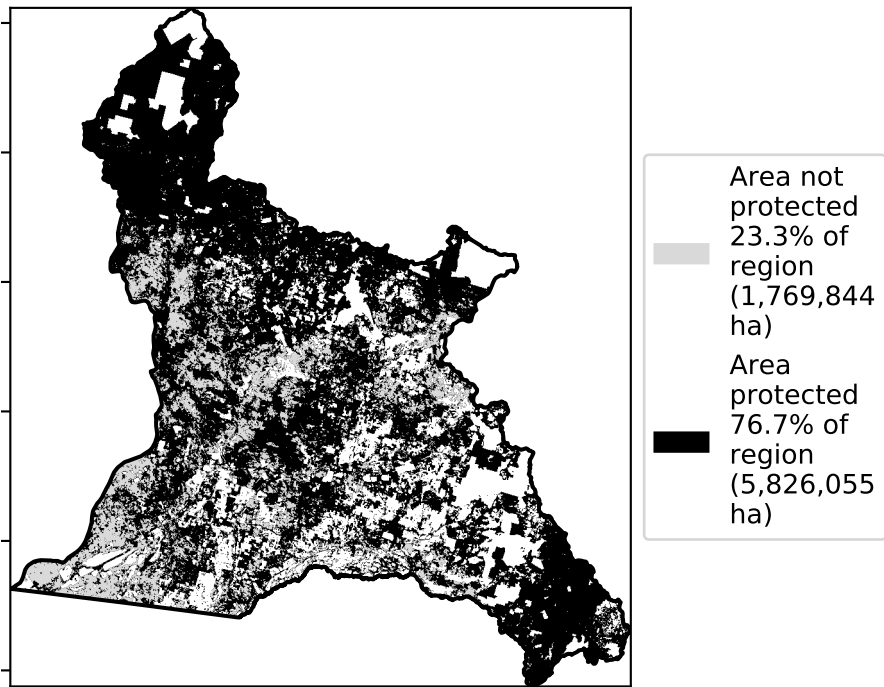 Area not
protected
23.3% of
region
(1,769,844
ha)
Area
protected
76.7% of
region
(5,826,055
ha)